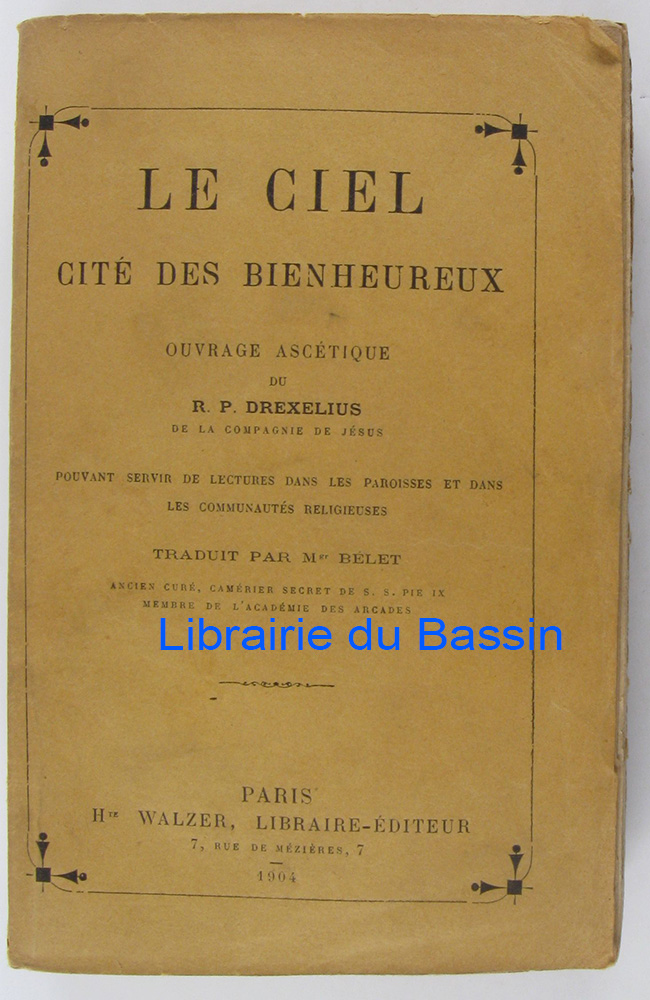 LE CIEL
CITÉ DES BIENHEUREUX
OUVRAGE ASCÉTIQUE
DU
R. P. DREXELIUS
DE LA COMPAGNIE DE JÉSUS
POUVANT SERVIR DE LECTURES DANS LES PAROISSES ET DANS
LES COMMUNAUTÉS RELIGIEUSES
TRADUIT PAR Mgr BÉLET
ANCIEN CURÉ, CAMÉRIER SECRET DE S. S. PIE IX
MEMBRE DE L'ACADÉMIE DES ARCADES
Librairie du Bassin
PARIS
Hte WALZER, LIBRAIRE-ÉDITEUR
7, RUE DE MÉZIÈRES, 7
1904